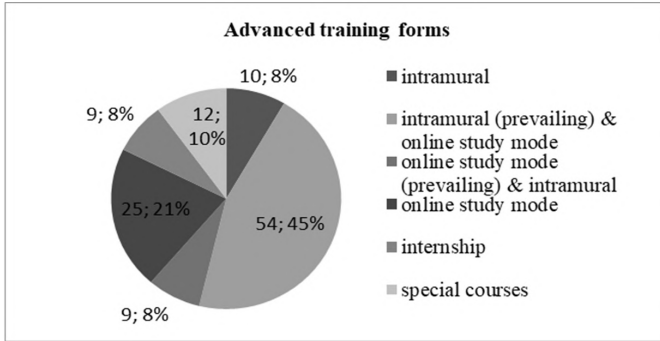 Advanced training forms
10; 8%
54; 45%
9; 8%
25; 21%
9; 8%
12;
10%
intramural
intramural (prevailing) &
online study mode
online study mode
(prevailing) & intramural
online study mode
internship
special courses